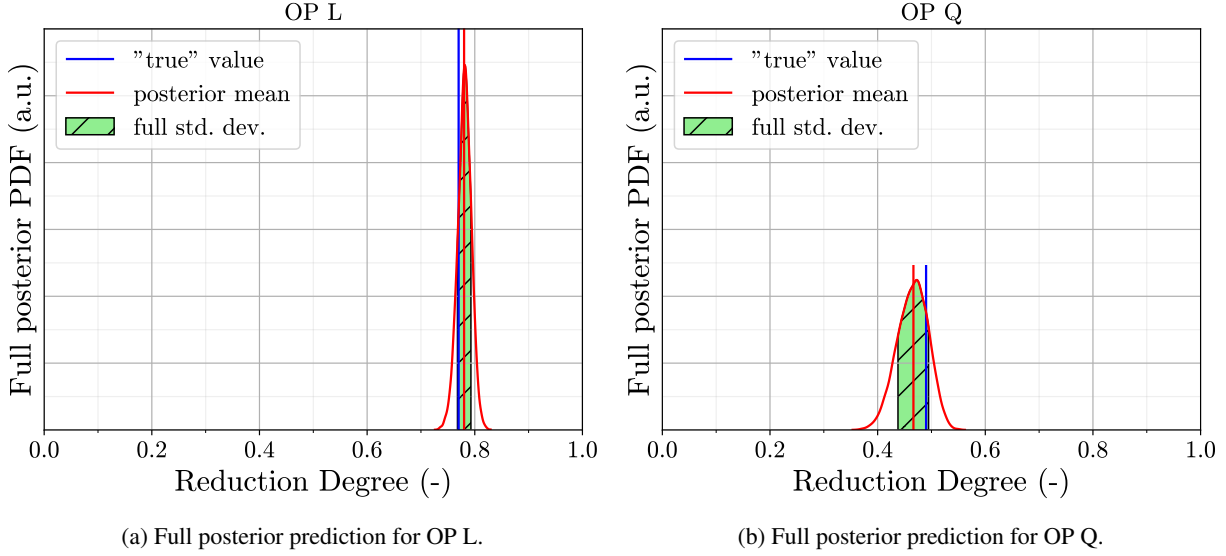 OP L
Full posterior PDF (a.u.)
"true" value
posterior mean
full std. dev.
0.0 0.2 0.4 0.6 0.8 1.0
Reduction Degree (-)
(a) Full posterior prediction for OP L.
OP Q
Full posterior PDF (a.u.)
"true" value
posterior mean
full std. dev.
0.0 0.2 0.4 0.6 0.8 1.0
Reduction Degree (-)
(b) Full posterior prediction for OP Q.